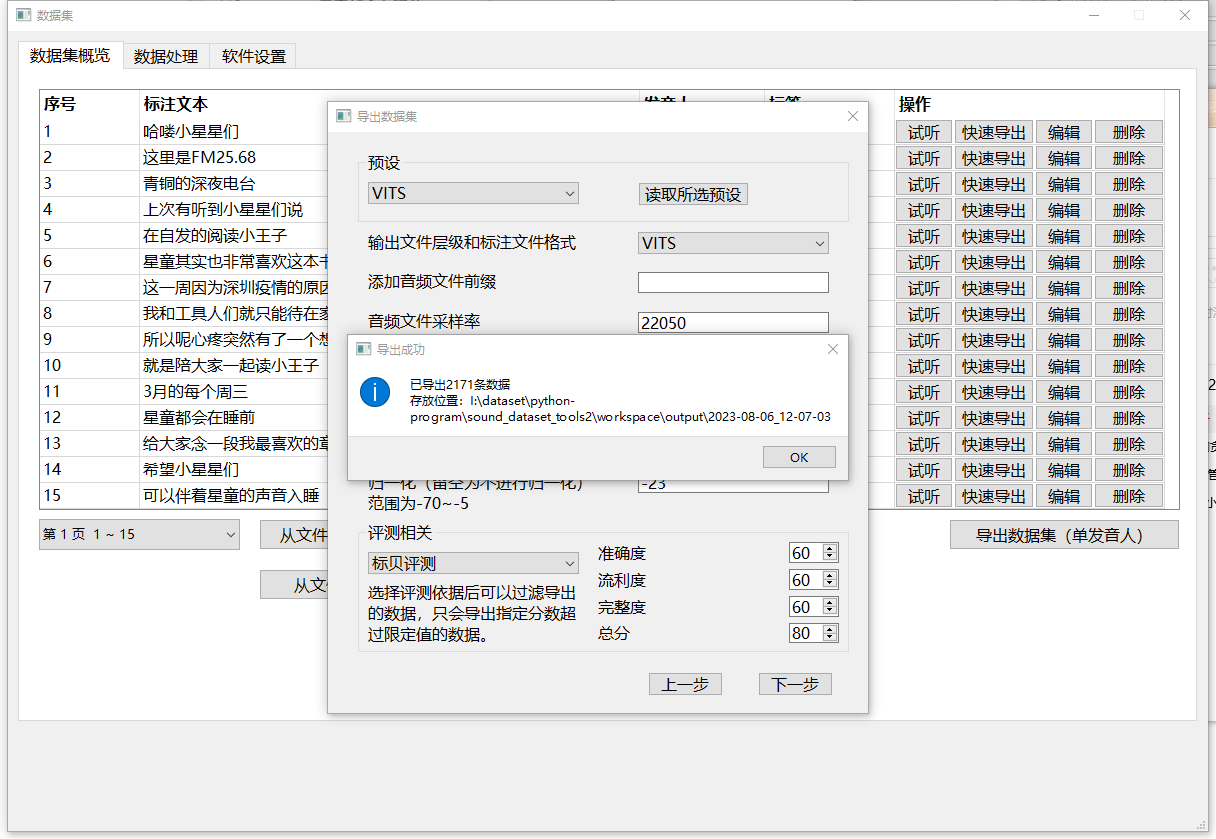 数据集
数据集概览 数据处理 软件设置
序号 标注文本 发音人 标签 操作
1 哈喽小星星们 试听 快速导出 编辑 删除
2 这里是FM25.68 试听 快速导出 编辑 删除
3 青铜的深夜电台 试听 快速导出 编辑 删除
4 上次有听到小星星们说 试听 快速导出 编辑 删除
5 在自发的阅读小王子 试听 快速导出 编辑 删除
6 星童其实也非常喜欢这本书 试听 快速导出 编辑 删除
7 这一周因为深圳疫情的原因 试听 快速导出 编辑 删除
8 我和工具人们就只能待在家 试听 快速导出 编辑 删除
9 所以呢心疼突然有了一个想 试听 快速导出 编辑 删除
10 就是陪大家一起读小王子 试听 快速导出 编辑 删除
11 3月的每个周三 试听 快速导出 编辑 删除
12 星童都会在睡前 试听 快速导出 编辑 删除
13 给大家念一段我最喜欢的章 试听 快速导出 编辑 删除
14 希望小星星们 试听 快速导出 编辑 删除
15 可以伴着星童的声音入睡 试听 快速导出 编辑 删除
第 1 页 1 ~ 15 从文件 导出数据集（单发音人）
从文
导出数据集
预设
VITS 读取所选预设
输出文件层级和标注文件格式 VITS
添加音频文件前缀
音频文件采样率 22050
导出成功
已导出2171条数据
存放位置：I:\dataset\python-
program\sound_dataset_tools2\workspace\output\2023-08-06_12-07-03
OK
归一化（留空为不进行归一化） -23
范围为-70~-5
评测相关
标贝评测
选择评测依据后可以过滤导出
的数据，只会导出指定分数超
过限定值的数据。
准确度 60
流利度 60
完整度 60
总分 80
上一步 下一步